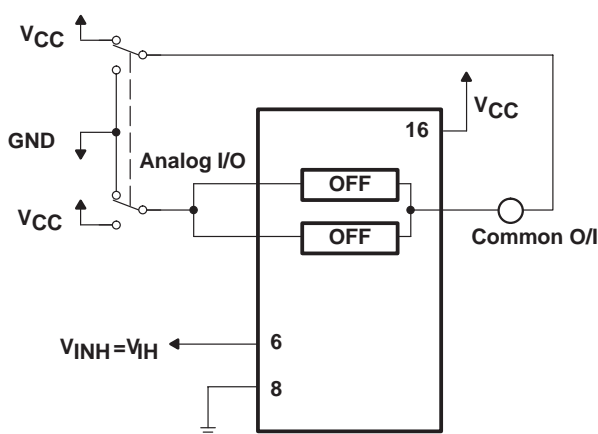 VCC
VCC
16
GND
Analog I/O
OFF
VCC
OFF
Common O/I
VINH=VIH
6
8